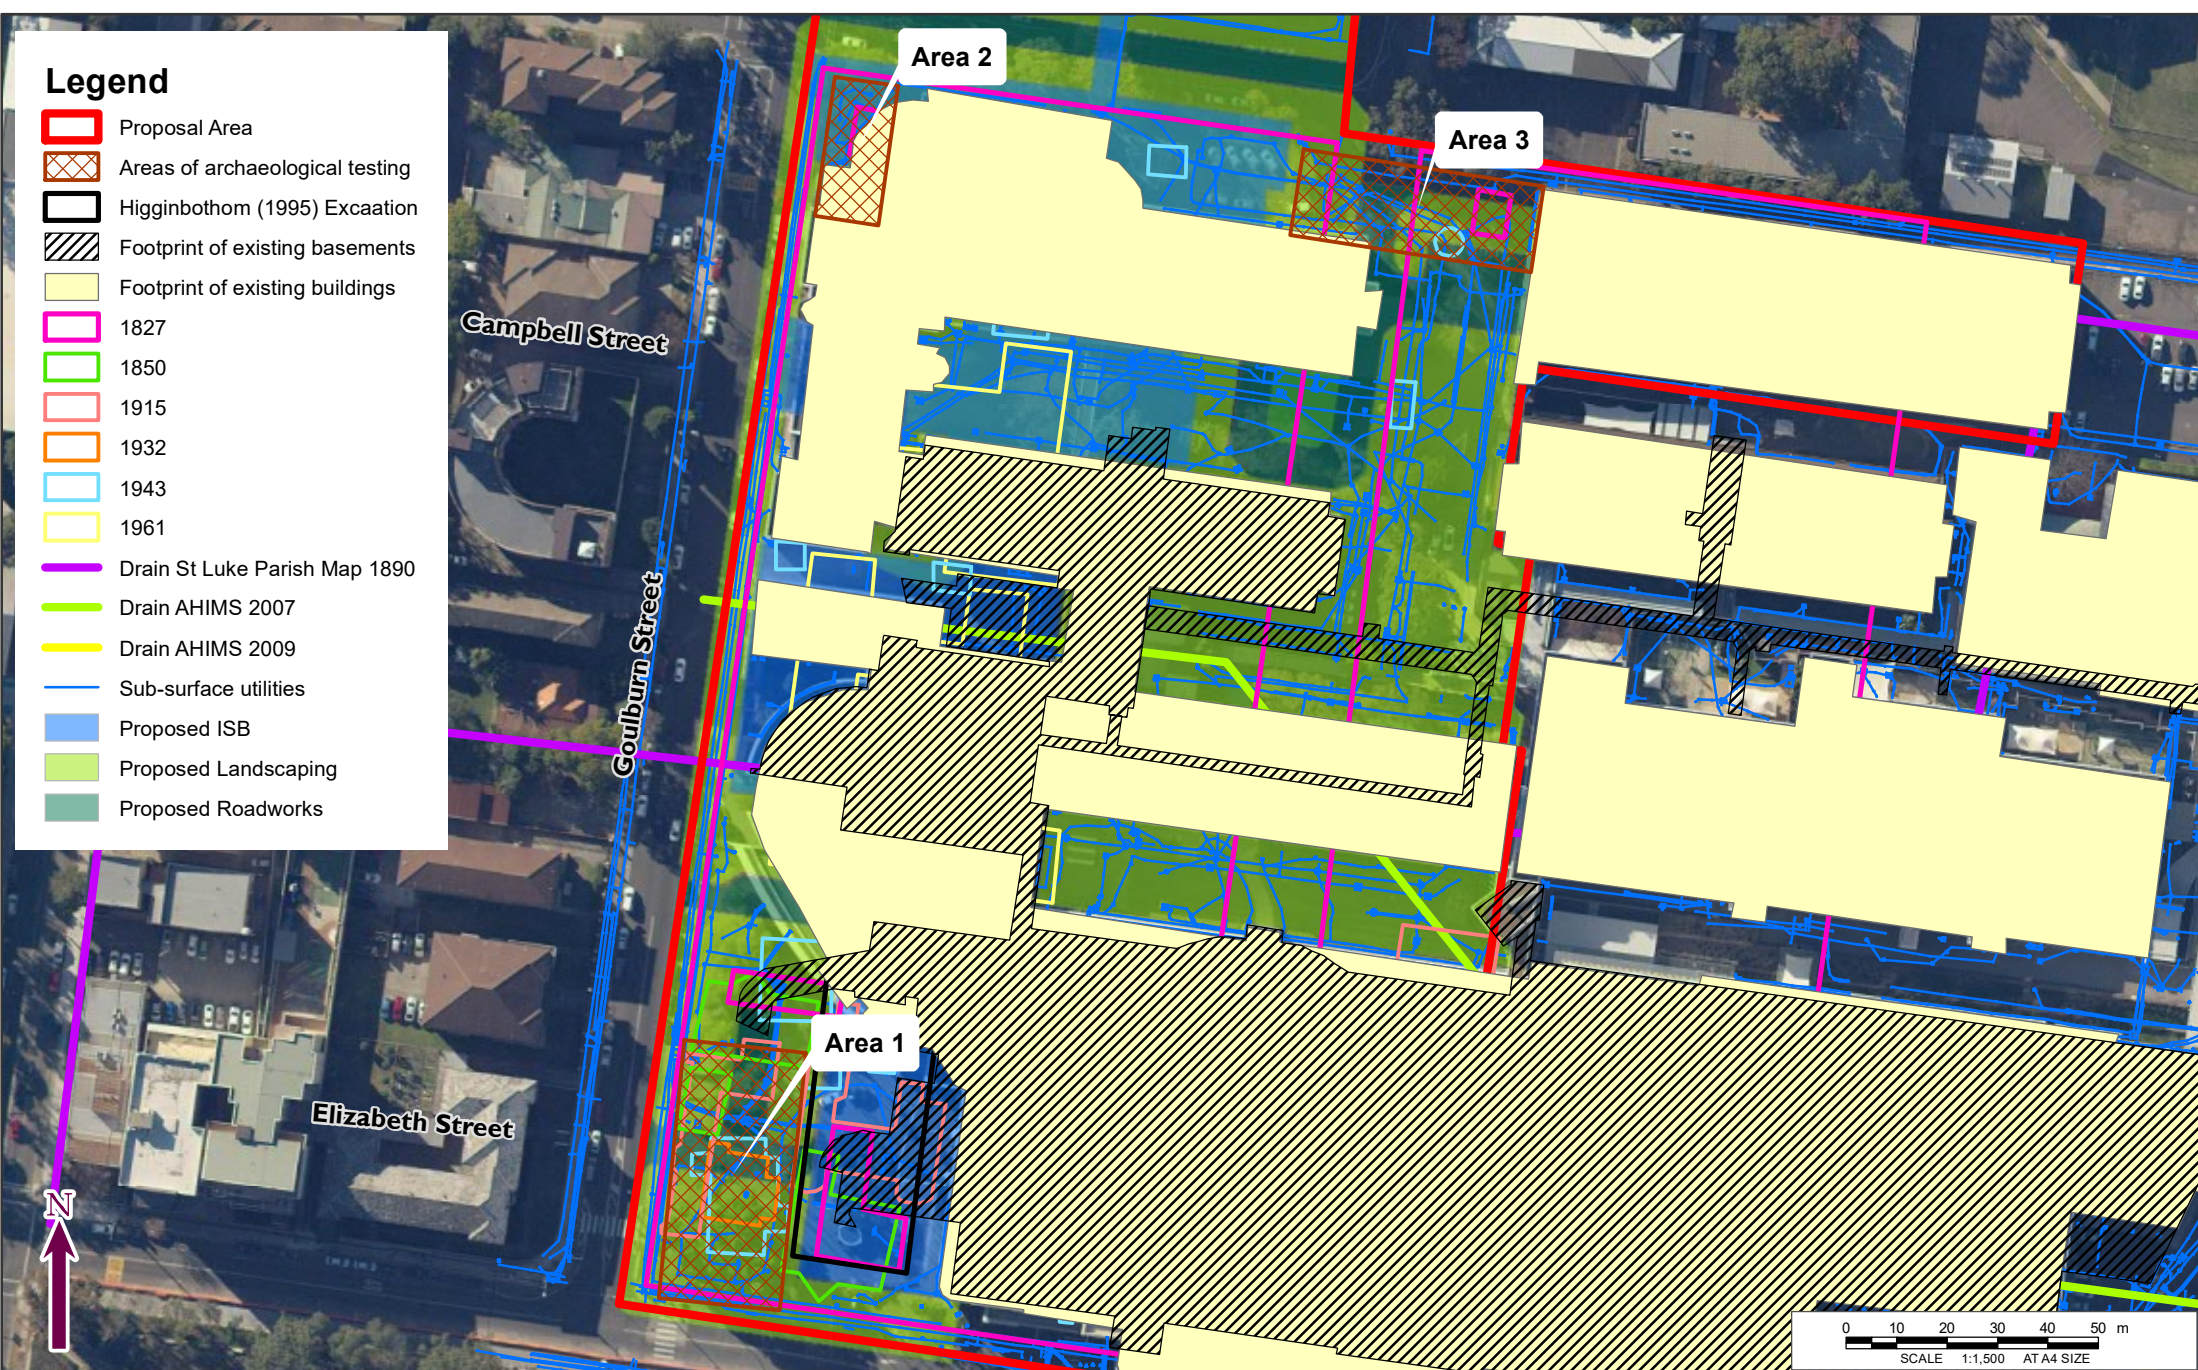 Legend
Proposal Area
Areas of archaeological testing
Higginbothom (1995) Excaation
Footprint of existing basements
Footprint of existing buildings
1827
1850
1915
1932
1943
1961
Drain St Luke Parish Map 1890
Drain AHIMS 2007
Drain AHIMS 2009
Sub-surface utilities
Proposed ISB
Proposed Landscaping
Proposed Roadworks
Area 2
Area 3
Campbell Street
Goulburn Street
Area 1
Elizabeth Street
N
0 10 20 30 40 50 m
SCALE 1:1,500 AT A4 SIZE